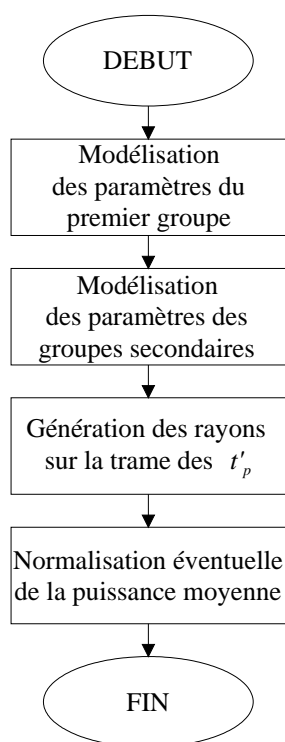 DEBUT
Modélisation
des paramètres du
premier groupe
Modélisation
des paramètres des
groupes secondaires
Génération des rayons
sur la trame des t'ₚ
Normalisation éventuelle
de la puissance moyenne
FIN